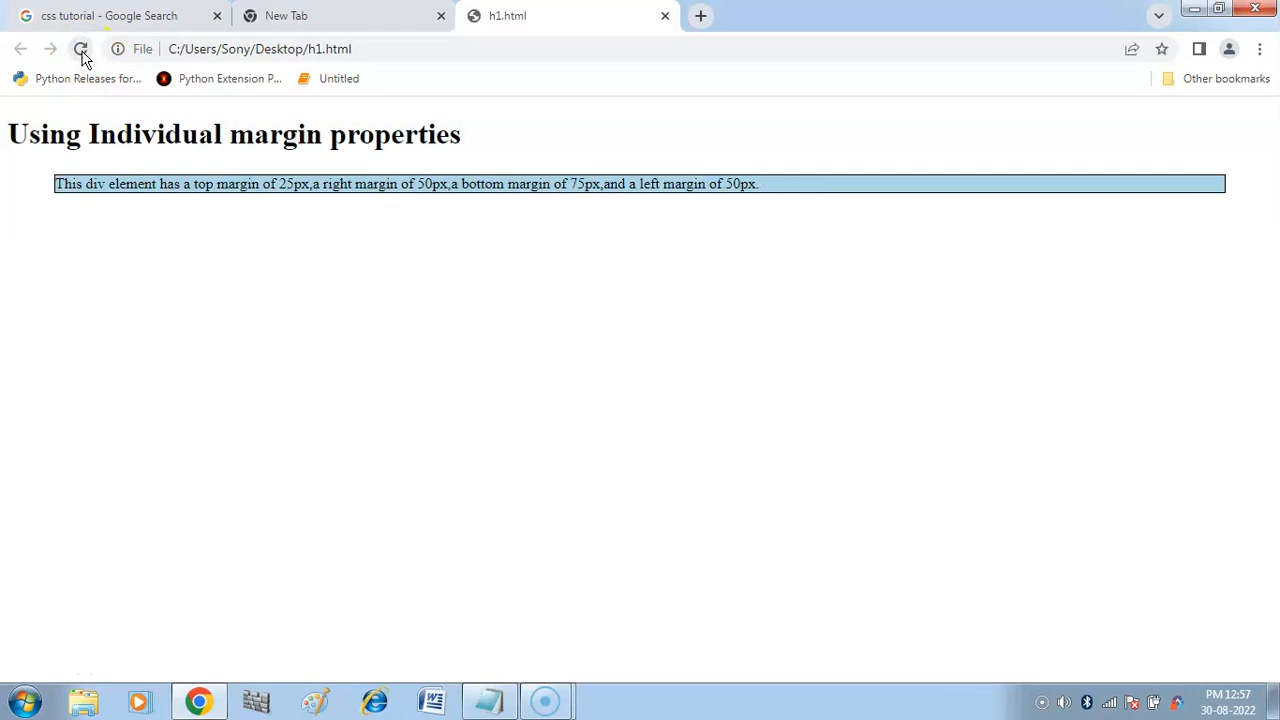 css tutorial - Google Search
New Tab
h1.html
File
C:/Users/Sony/Desktop/h1.html
Python Releases for...
Python Extension P...
Untitled
Other bookmarks
Using Individual margin properties
This div element has a top margin of 25px,a right margin of 50px,a bottom margin of 75px,and a left margin of 50px.
PM 12:57
30-08-2022